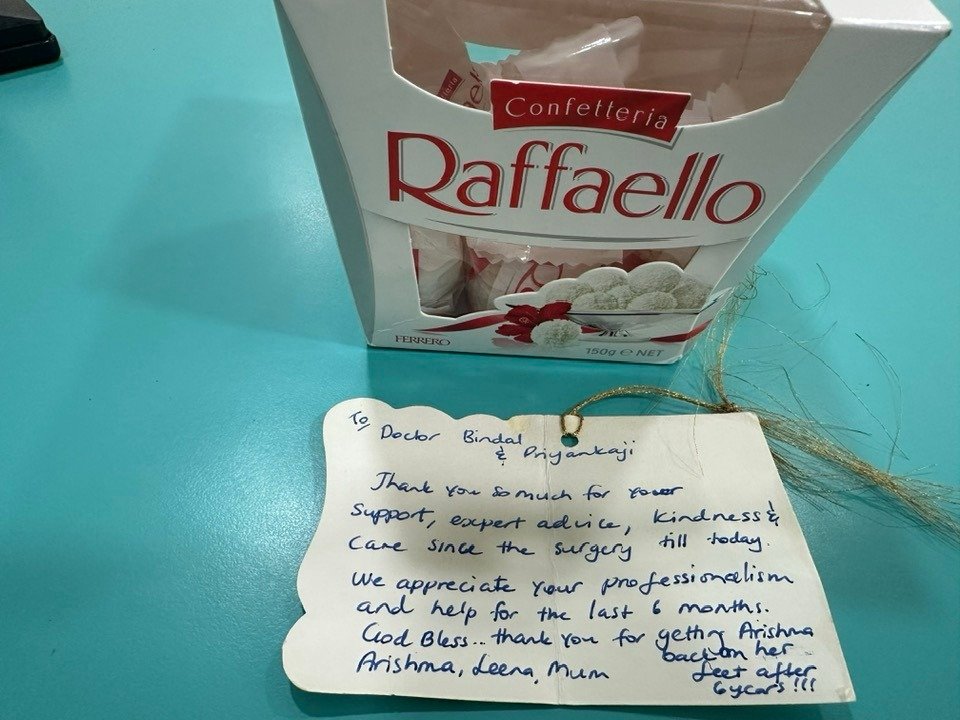 Confetteria
Raffaello
FERRERO
150g e NET
To Doctor Bindal
& Priyankaji
Thank you so much for your
support, expert advice, kindness &
care since the surgery till today.
We appreciate your professionalism
and help for the last 6 months.
God Bless.. thank you for getting Arishma
back on her
feet after
6 years !!!
Arishma, Leena, Mum